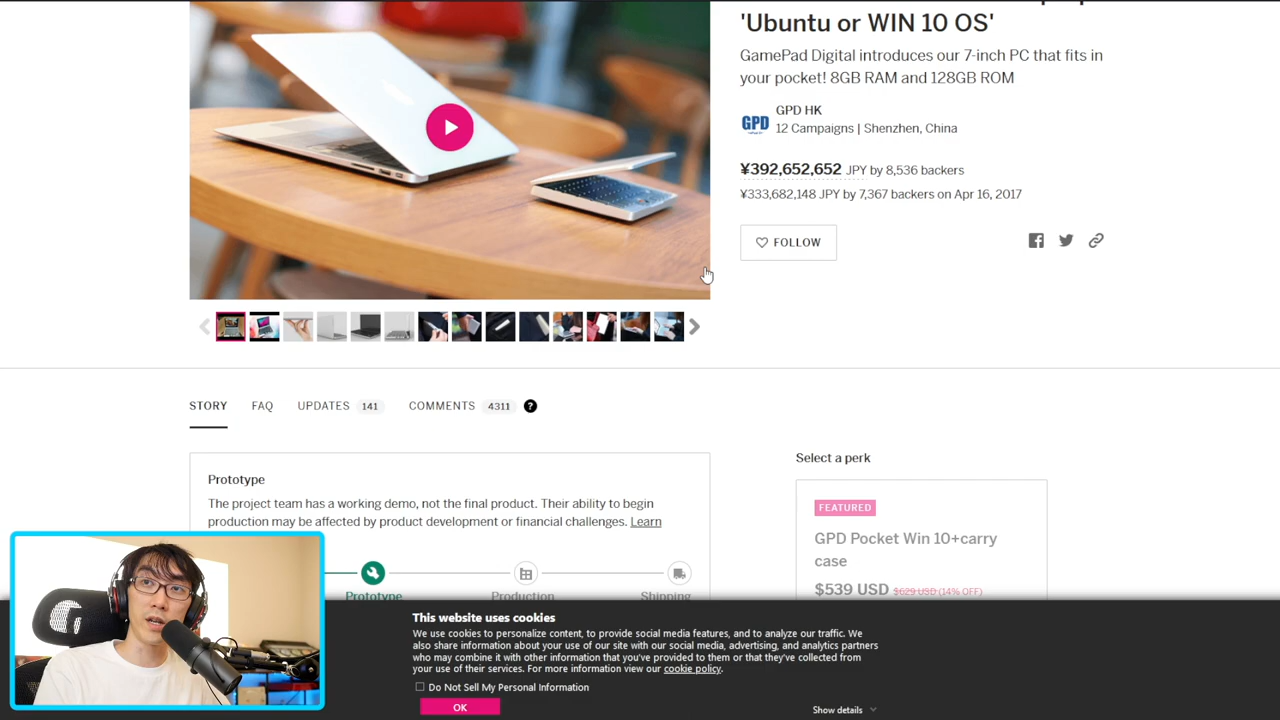 'Ubuntu or WIN 10 OS'
GamePad Digital introduces our 7-inch PC that fits in
your pocket! 8GB RAM and 128GB ROM
GPD
GPD HK
12 Campaigns | Shenzhen, China
¥392,652,652 JPY by 8,536 backers
¥333,682,148 JPY by 7,367 backers on Apr 16, 2017
FOLLOW
STORY FAQ UPDATES 141 COMMENTS 4311 ?
Prototype
The project team has a working demo, not the final product. Their ability to begin
production may be affected by product development or financial challenges. Learn
Prototype Production Shipping
Select a perk
FEATURED
GPD Pocket Win 10+carry
case
$539 USD $629 USD (14% OFF)
This website uses cookies
We use cookies to personalize content, to provide social media features, and to analyze our traffic. We
also share information about your use of our site with our social media, advertising, and analytics partners
who may combine it with other information that you've provided to them or that they've collected from
your use of their services. For more information view our cookie policy.
Do Not Sell My Personal Information
OK
Show details